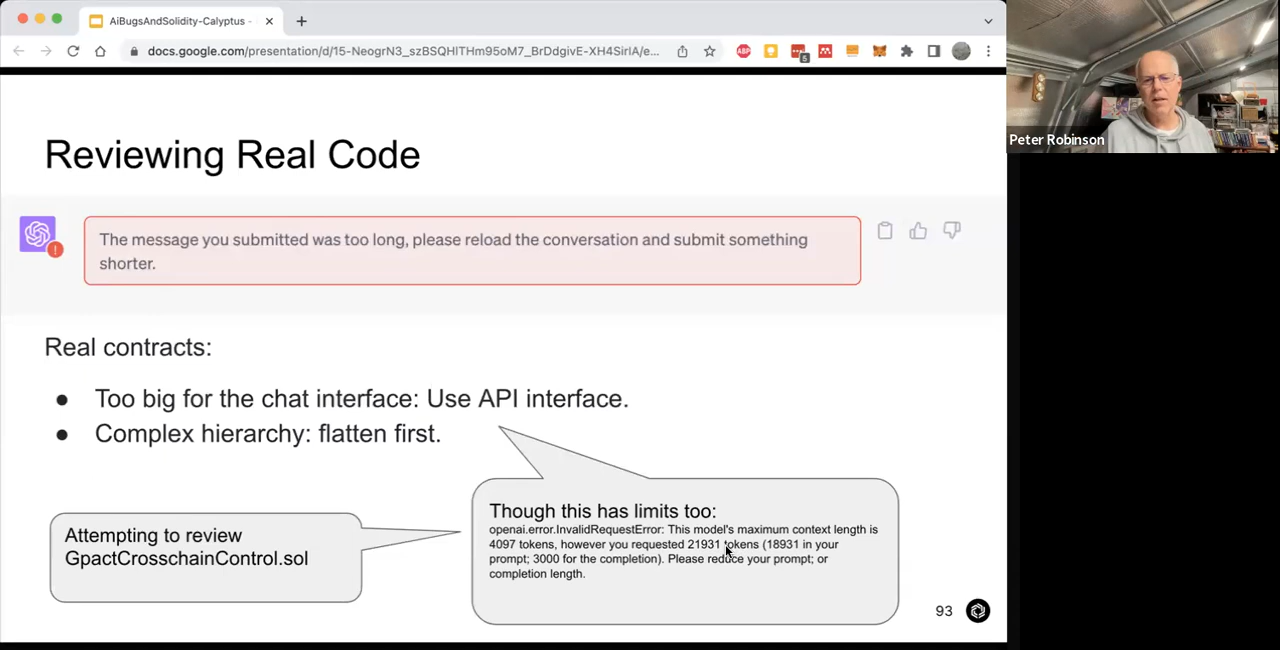 AiBugsAndSolidity-Calyptus -
docs.google.com/presentation/d/15-NeogrN3_szBSQHlTHm95oM7_BrDdgivE-XH4SirIA/e...
ABP
5
Peter Robinson
Reviewing Real Code
The message you submitted was too long, please reload the conversation and submit something
shorter.
Real contracts:
● Too big for the chat interface: Use API interface.
● Complex hierarchy: flatten first.
Attempting to review
GpactCrosschainControl.sol
Though this has limits too:
openai.error.InvalidRequestError: This model's maximum context length is
4097 tokens, however you requested 21931 tokens (18931 in your
prompt; 3000 for the completion). Please reduce your prompt; or
completion length.
93